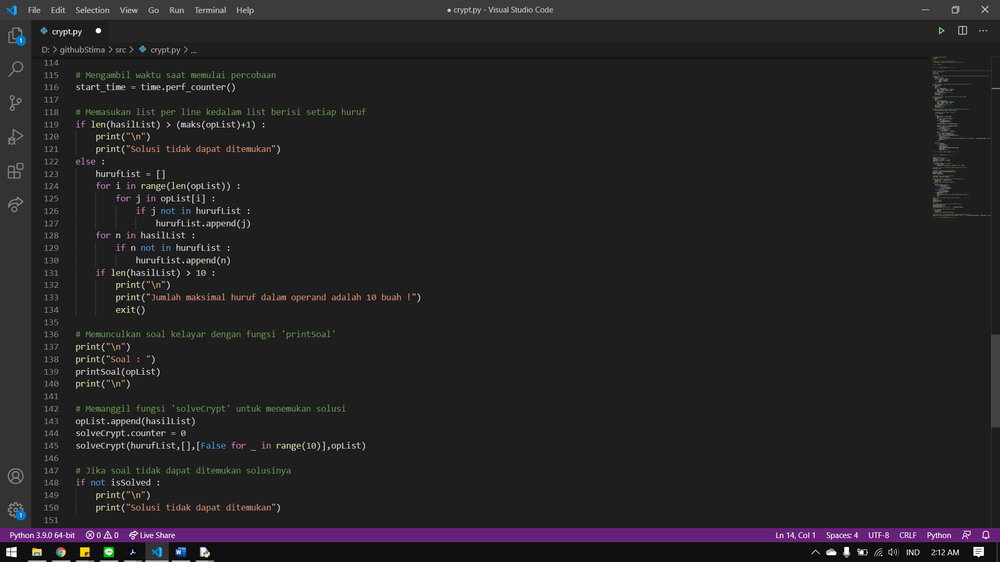 File Edit Selection View Go Run Terminal Help
● crypt.py - Visual Studio Code
1
crypt.py ●
D: > githubStima > src > crypt.py > ...
114
115 # Mengambil waktu saat memulai percobaan
116 start_time = time.perf_counter()
117
118 # Memasukan list per line kedalam list berisi setiap huruf
119 if len(hasilList) > (maks(opList)+1) :
120     print("\n")
121     print("Solusi tidak dapat ditemukan")
122 else :
123     hurufList = []
124     for i in range(len(opList)) :
125         for j in opList[i] :
126             if j not in hurufList :
127                 hurufList.append(j)
128     for n in hasilList :
129         if n not in hurufList :
130             hurufList.append(n)
131     if len(hasilList) > 10 :
132         print("\n")
133         print("Jumlah maksimal huruf dalam operand adalah 10 buah !")
134         exit()
135
136 # Memunculkan soal kelayar dengan fungsi 'printSoal'
137 print("\n")
138 print("Soal : ")
139 printSoal(opList)
140 print("\n")
141
142 # Memanggil fungsi 'solveCrypt' untuk menemukan solusi
143 opList.append(hasilList)
144 solveCrypt.counter = 0
145 solveCrypt(hurufList,[],[False for _ in range(10)],opList)
146
147 # Jika soal tidak dapat ditemukan solusinya
148 if not isSolved :
149     print("\n")
150     print("Solusi tidak dapat ditemukan")
151
1
Python 3.9.0 64-bit 0 0 Live Share Ln 14, Col 1 Spaces: 4 UTF-8 CRLF Python
IND 2:12 AM